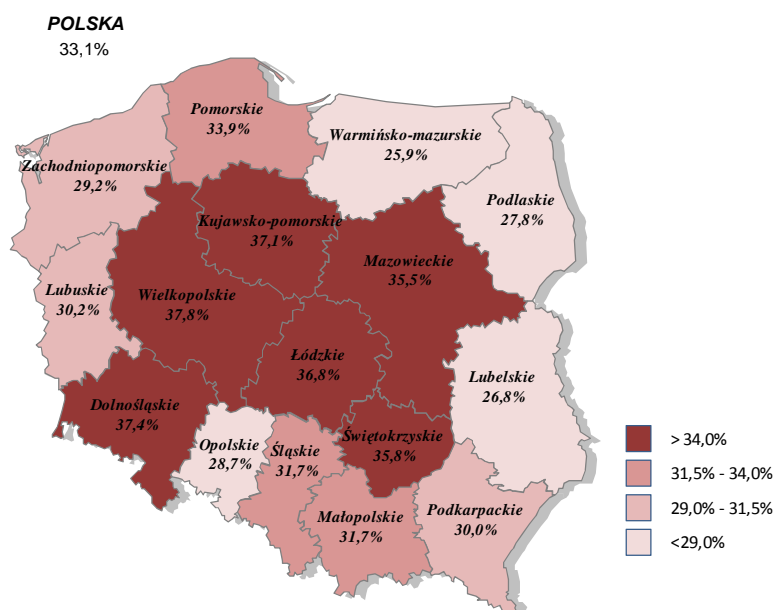 POLSKA
33,1%
Pomorskie
33,9%
Warmińsko-mazurskie
25,9%
Zachodniopomorskie
29,2%
Podlaskie
27,8%
Kujawsko-pomorskie
37,1%
Mazowieckie
35,5%
Lubuskie
30,2%
Wielkopolskie
37,8%
Łódzkie
36,8%
Lubelskie
26,8%
Dolnośląskie
37,4%
Opolskie
28,7%
Śląskie
31,7%
Świętokrzyskie
35,8%
Małopolskie
31,7%
Podkarpackie
30,0%
> 34,0%
31,5% - 34,0%
29,0% - 31,5%
<29,0%